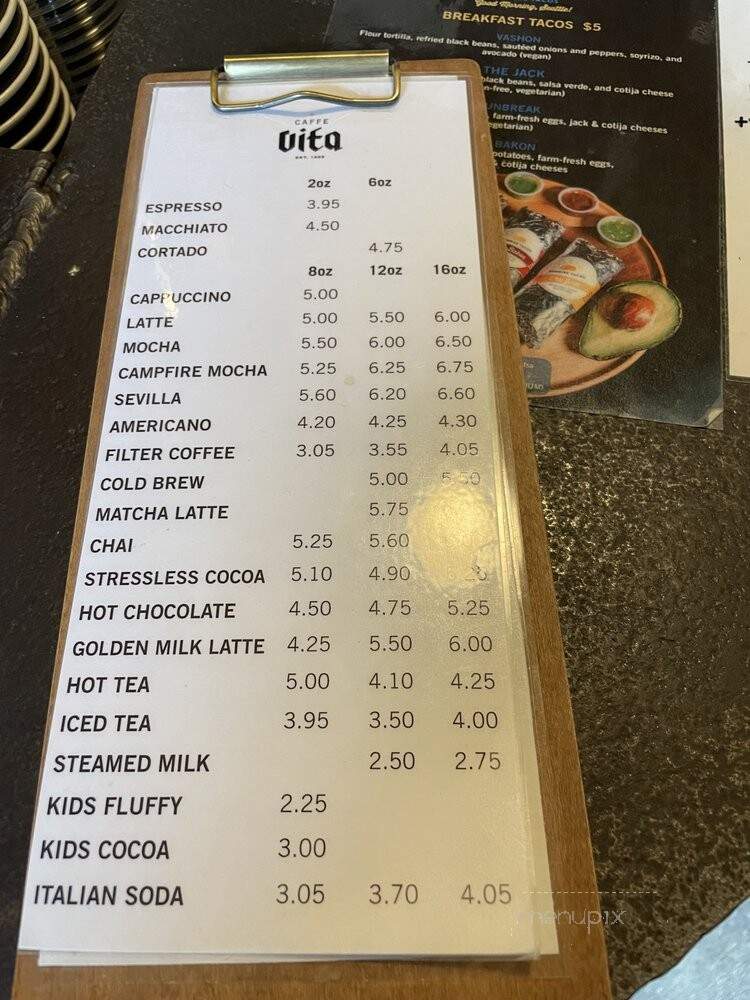 Good Morning, Seattle!
BREAKFAST TACOS $5
VASHON
Flour tortilla, refried black beans, sautéed onions and peppers, soyrizo, and
avocado (vegan)
THE JACK
black beans, salsa verde, and cotija cheese
-free, vegetarian)
UNBREAK
farm-fresh eggs, jack & cotija cheeses
egetarian)
BAKON
potatoes, farm-fresh eggs,
& cotija cheeses
CAFFE
Vita
EST. 1995
2oz 6oz
ESPRESSO 3.95
MACCHIATO 4.50
CORTADO 4.75
8oz 12oz 16oz
CAPPUCCINO 5.00
LATTE 5.00 5.50 6.00
MOCHA 5.50 6.00 6.50
CAMPFIRE MOCHA 5.25 6.25 6.75
SEVILLA 5.60 6.20 6.60
AMERICANO 4.20 4.25 4.30
FILTER COFFEE 3.05 3.55 4.05
COLD BREW 5.00 5.50
MATCHA LATTE 5.75
CHAI 5.25 5.60
STRESSLESS COCOA 5.10 4.90
HOT CHOCOLATE 4.50 4.75 5.25
GOLDEN MILK LATTE 4.25 5.50 6.00
HOT TEA 5.00 4.10 4.25
ICED TEA 3.95 3.50 4.00
STEAMED MILK 2.50 2.75
KIDS FLUFFY 2.25
KIDS COCOA 3.00
ITALIAN SODA 3.05 3.70 4.05
menupix